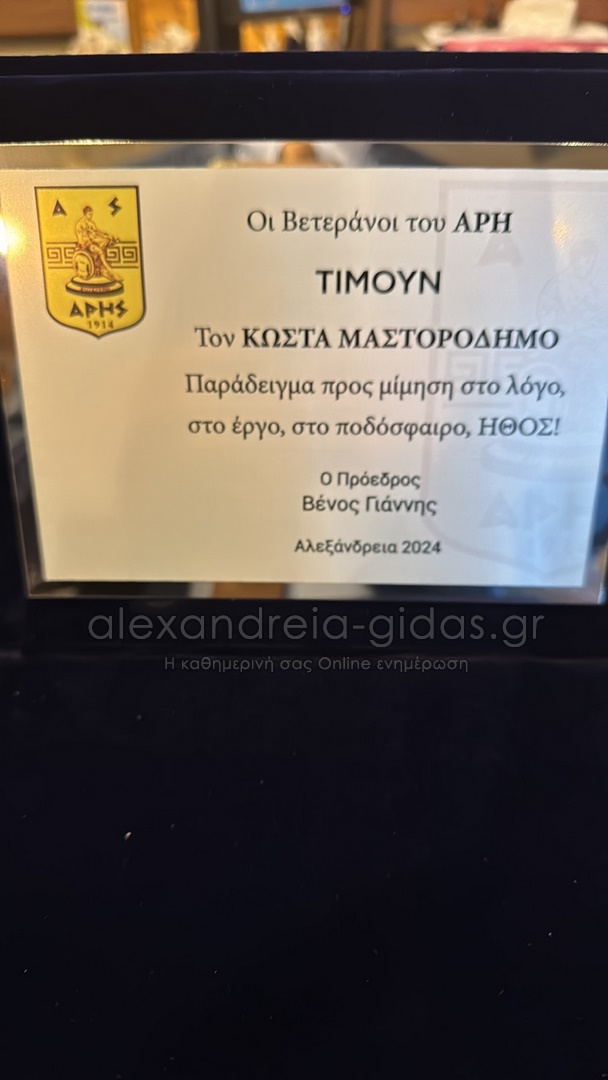 Α Σ
ΑΡΗΣ
1914
Οι Βετεράνοι του ΑΡΗ
ΤΙΜΟΥΝ
Τον ΚΩΣΤΑ ΜΑΣΤΟΡΟΔΗΜΟ
Παράδειγμα προς μίμηση στο λόγο,
στο έργο, στο ποδόσφαιρο, ΗΘΟΣ!
Ο Πρόεδρος
Βένος Γιάννης
Αλεξάνδρεια 2024
alexandreia-gidas.gr
Η καθημερινή σας Online ενημέρωση